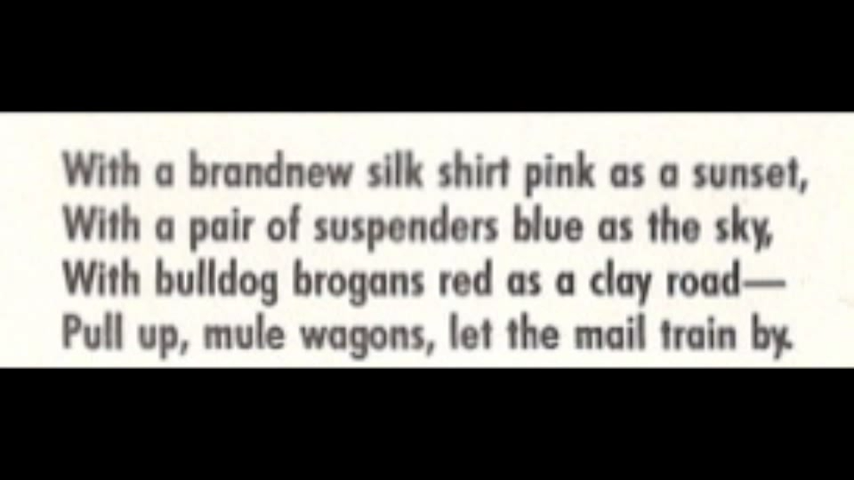 With a brandnew silk shirt pink as a sunset,
With a pair of suspenders blue as the sky,
With bulldog brogans red as a clay road—
Pull up, mule wagons, let the mail train by.